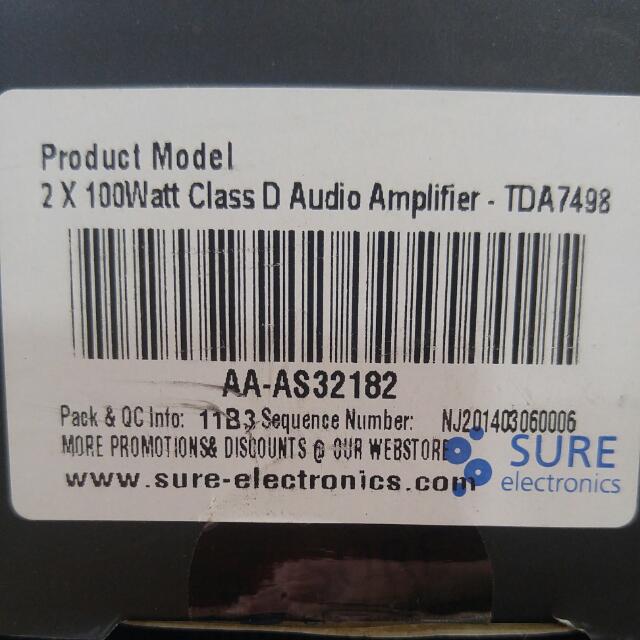 Product Model
2 X 100Watt Class D Audio Amplifier - TDA7498
AA-AS32182
Pack & QC Info: 11B3 Sequence Number: NJ201403060006
MORE PROMOTIONS& DISCOUNTS @ OUR WEBSTORE
www.sure-electronics.com
SURE
electronics